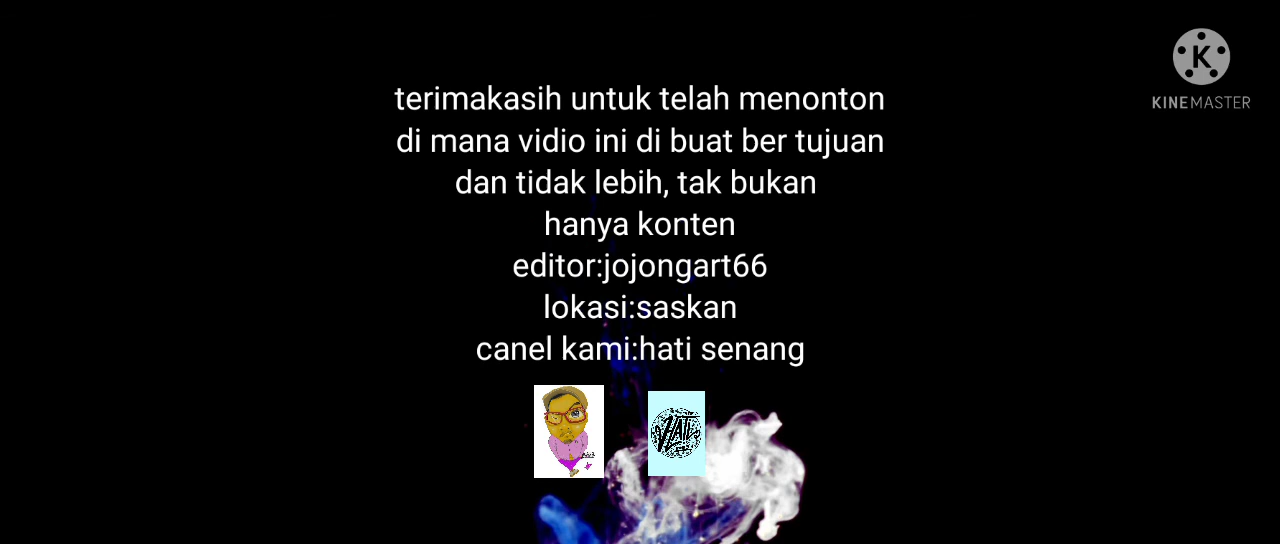 terimakasih untuk telah menonton
di mana vidio ini di buat ber tujuan
dan tidak lebih, tak bukan
hanya konten
editor:jojongart66
lokasi:saskan
canel kami:hati senang
K
KINEMASTER
HATI